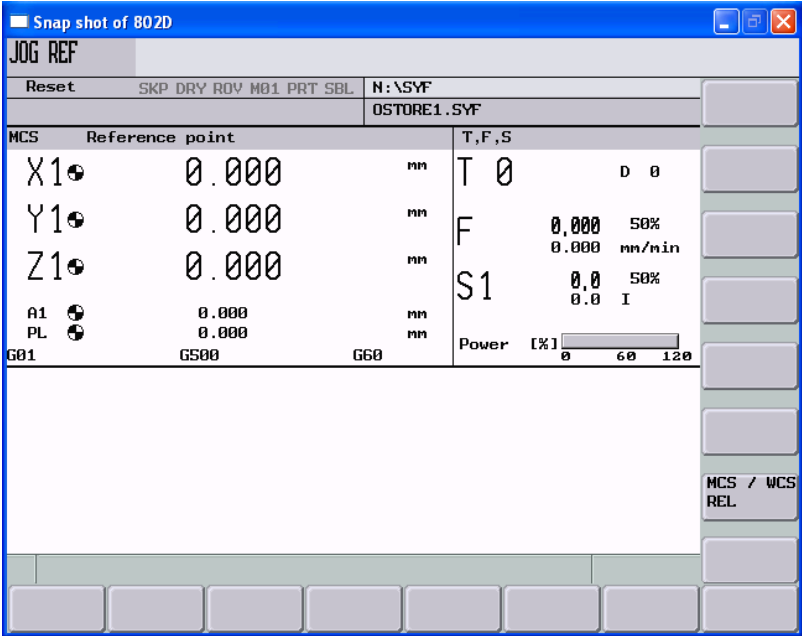 Snap shot of 802D
JOG REF
Reset SKP DRY ROV M01 PRT SBL N:\SYF
OSTORE1.SYF
MCS Reference point T,F,S
X1 0.000 mm T 0 D 0
Y1 0.000 mm F 0,000 50%
0.000 mm/min
Z1 0.000 mm S1 0,0 50%
0.0 I
A1 0.000 mm
PL 0.000 mm Power [%]
0 60 120
G01 G500 G60
MCS / WCS
REL